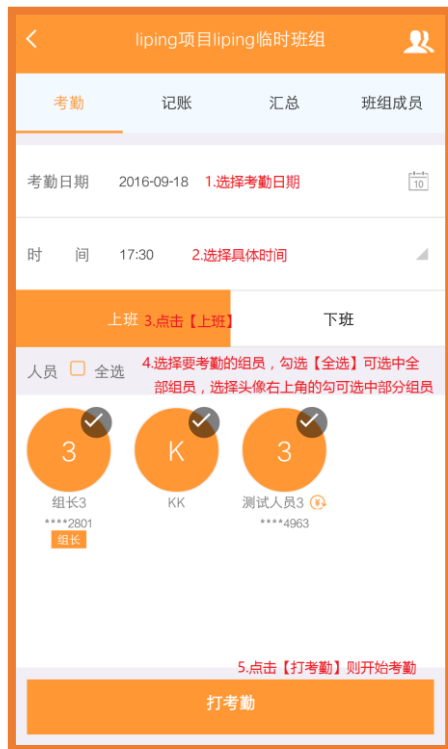 liping项目liping临时班组
考勤 记账 汇总 班组成员
考勤日期 2016-09-18 1.选择考勤日期 10
时 间 17:30 2.选择具体时间
上班 3.点击【上班】 下班
人员 全选 4.选择要考勤的组员，勾选【全选】可选中全
部组员，选择头像右上角的勾可选中部分组员
3 K 3
组长3 KK 测试人员3
****2801 ****4963
组长
5.点击【打考勤】则开始考勤
打考勤